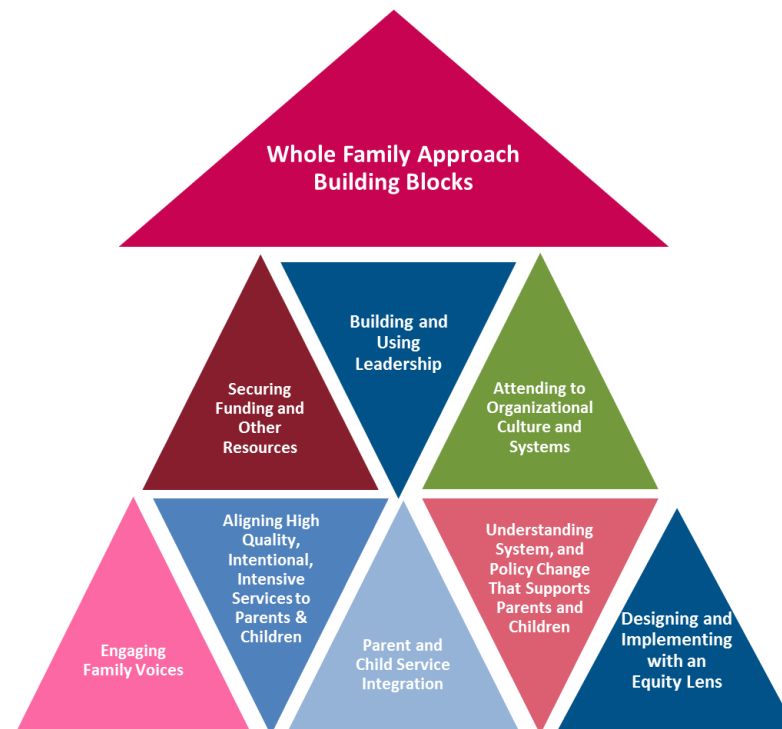 Whole Family Approach
Building Blocks
Securing
Funding and
Other
Resources
Building and
Using
Leadership
Attending to
Organizational
Culture and
Systems
Engaging
Family Voices
Aligning High
Quality,
Intentional,
Intensive
Services to
Parents &
Children
Parent and
Child Service
Integration
Understanding
System, and
Policy Change
That Supports
Parents and
Children
Designing and
Implementing
with an
Equity Lens